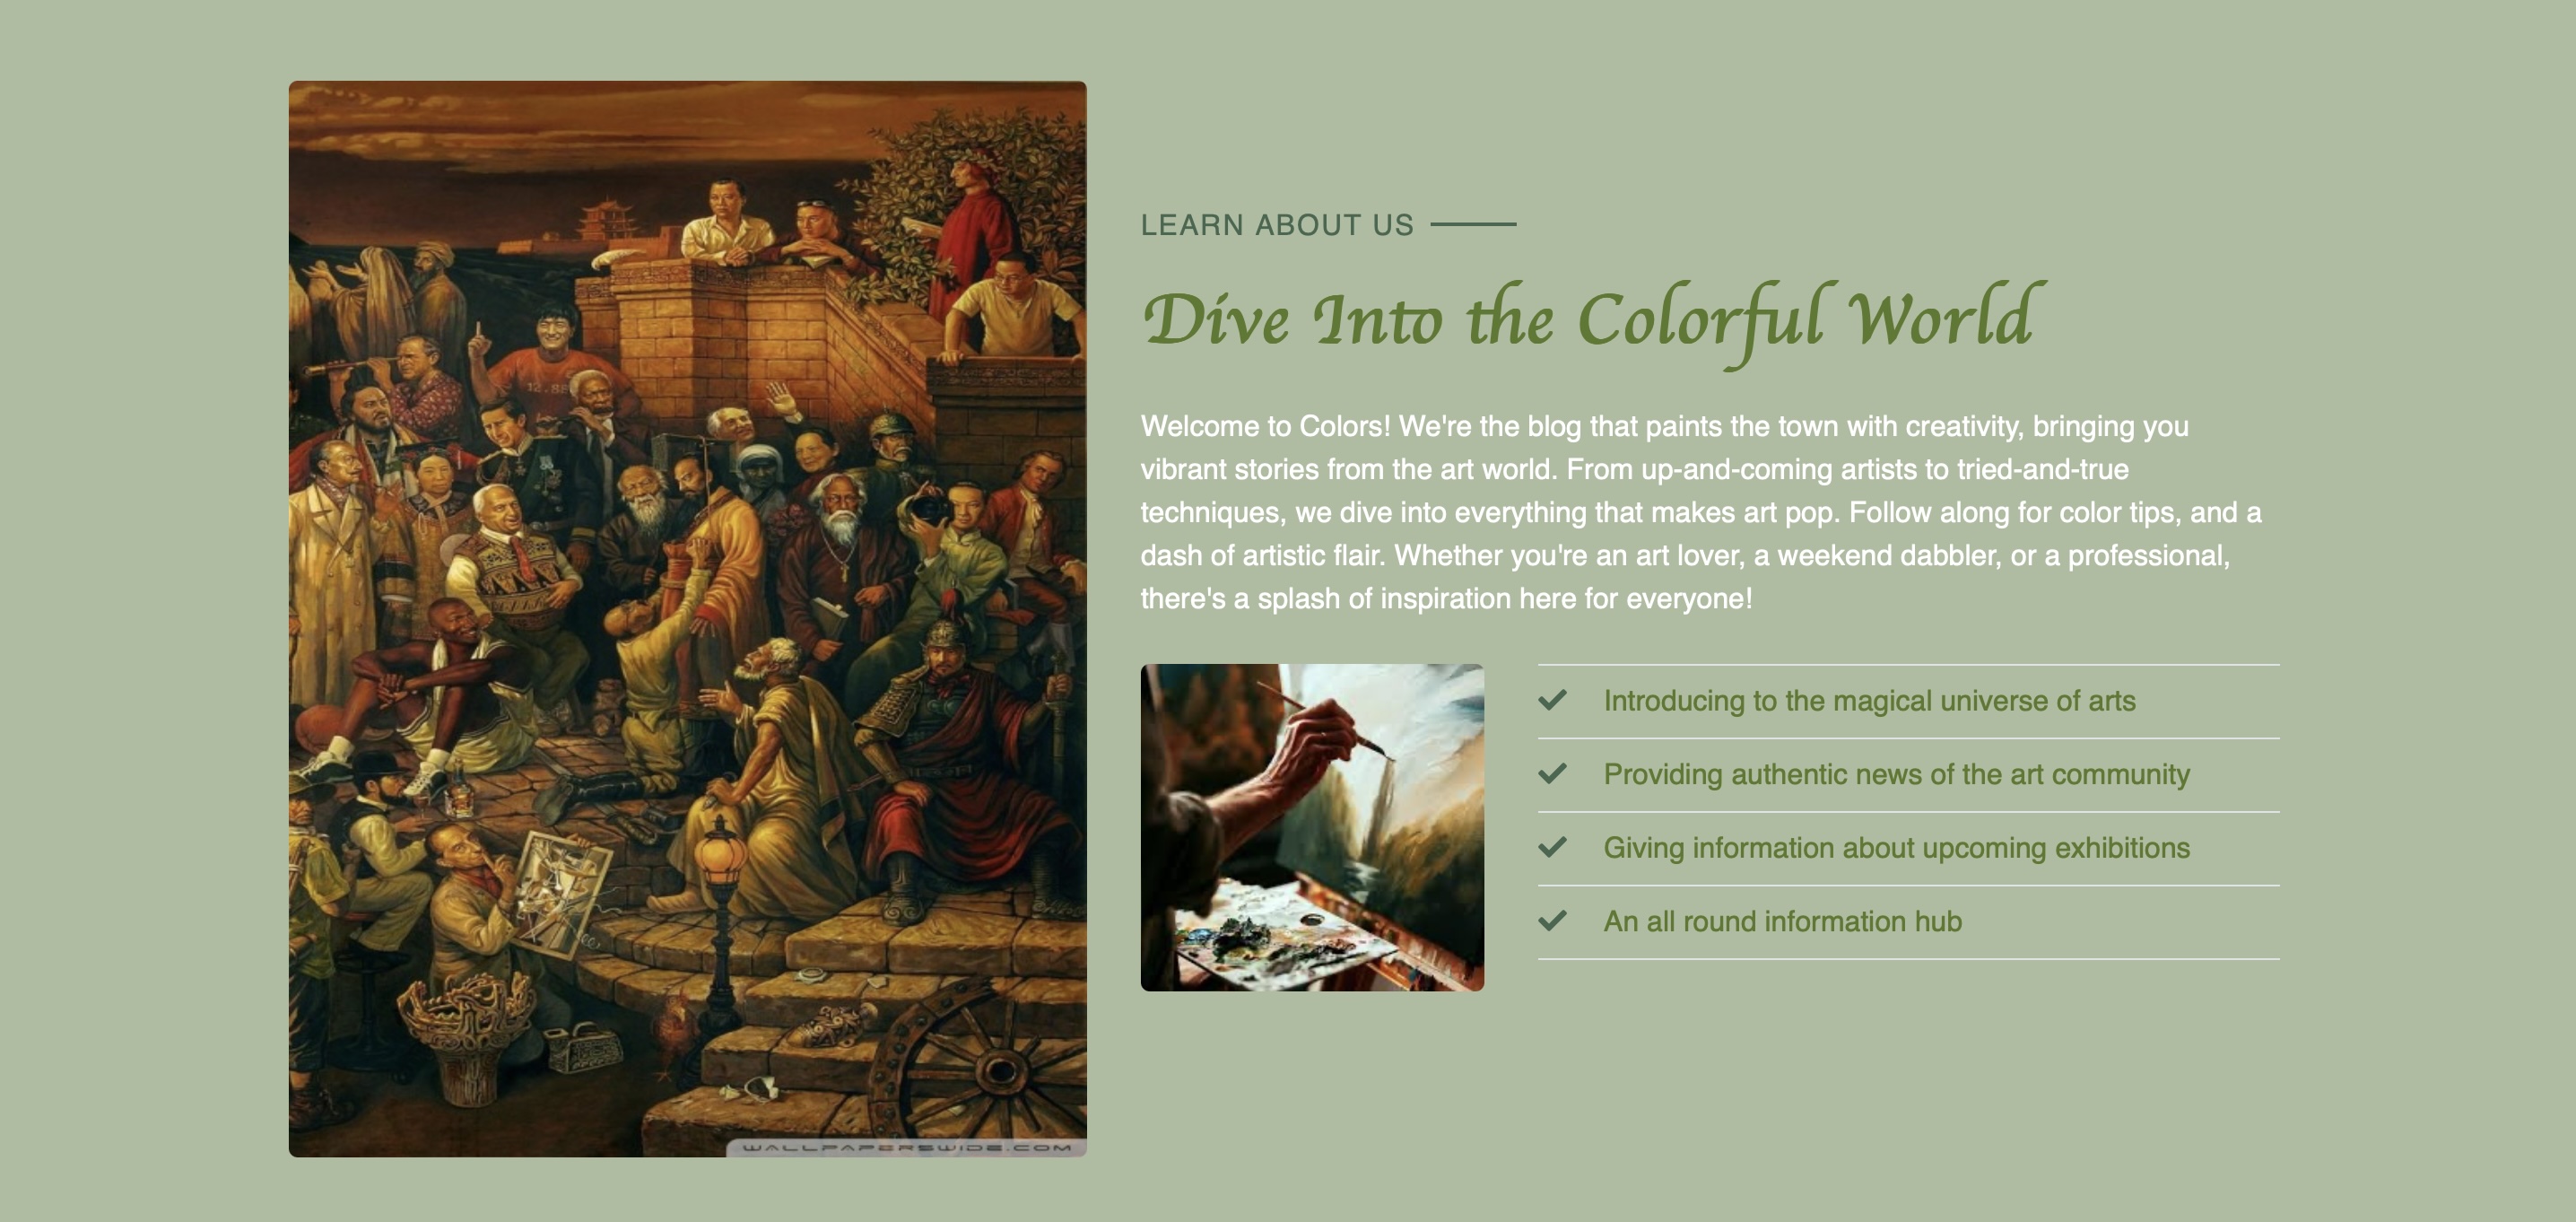 LEARN ABOUT US
Dive Into the Colorful World
Welcome to Colors! We're the blog that paints the town with creativity, bringing you
vibrant stories from the art world. From up-and-coming artists to tried-and-true
techniques, we dive into everything that makes art pop. Follow along for color tips, and a
dash of artistic flair. Whether you're an art lover, a weekend dabbler, or a professional,
there's a splash of inspiration here for everyone!
Introducing to the magical universe of arts
Providing authentic news of the art community
Giving information about upcoming exhibitions
An all round information hub
12.88
WALLPAPERSWIDE.COM